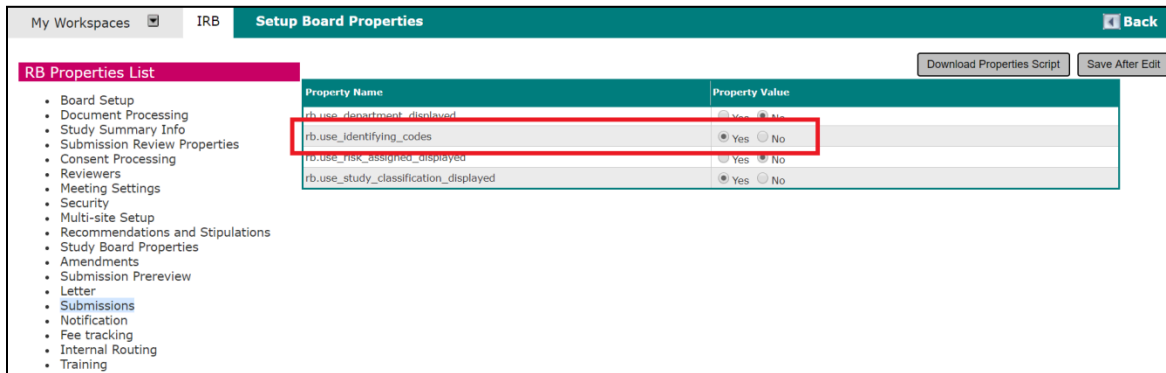 My Workspaces IRB Setup Board Properties Back
Download Properties Script Save After Edit
RB Properties List
Board Setup
Document Processing
Study Summary Info
Submission Review Properties
Consent Processing
Reviewers
Meeting Settings
Security
Multi-site Setup
Recommendations and Stipulations
Study Board Properties
Amendments
Submission Prereview
Letter
Submissions
Notification
Fee tracking
Internal Routing
Training
Property Name Property Value
rb.use_department_displayed Yes No
rb.use_identifying_codes Yes No
rb.use_risk_assigned_displayed Yes No
rb.use_study_classification_displayed Yes No